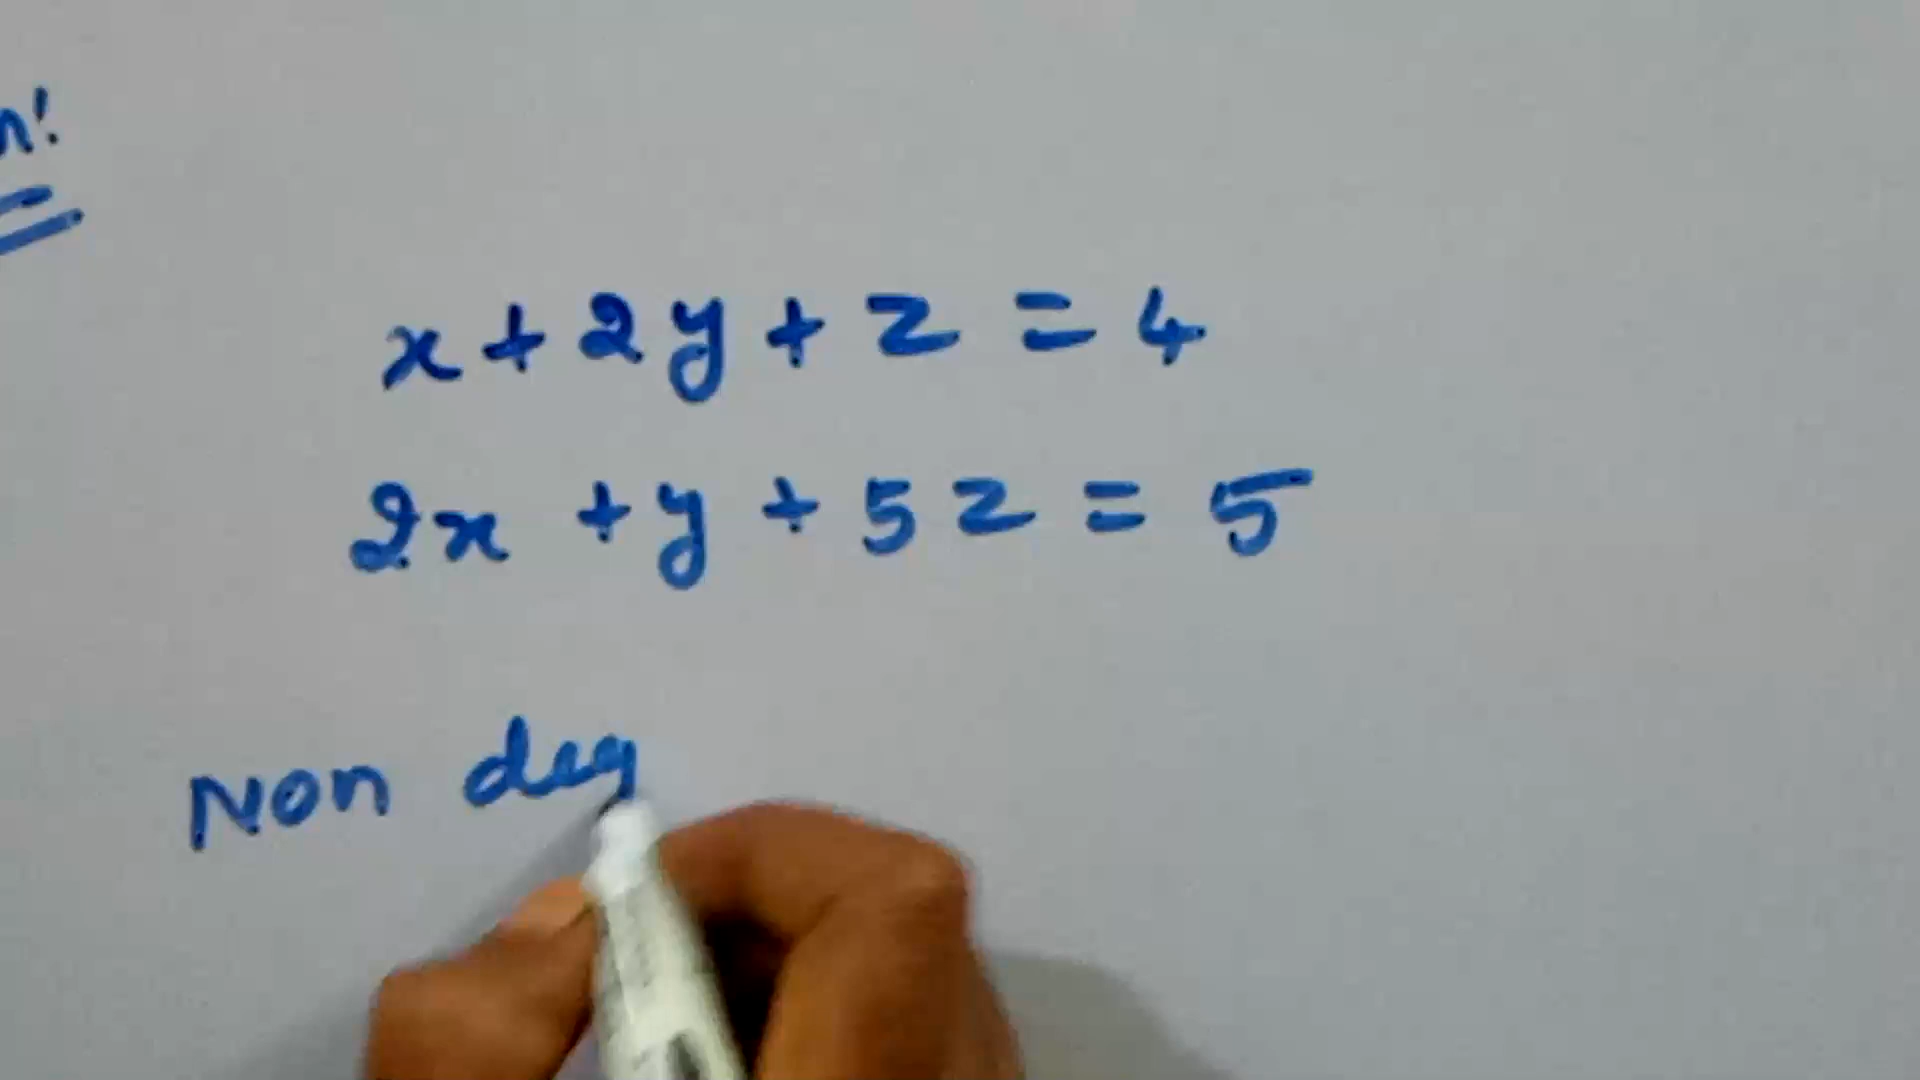 n!
x + 2y + z = 4
2x + y + 5z = 5
Non deg